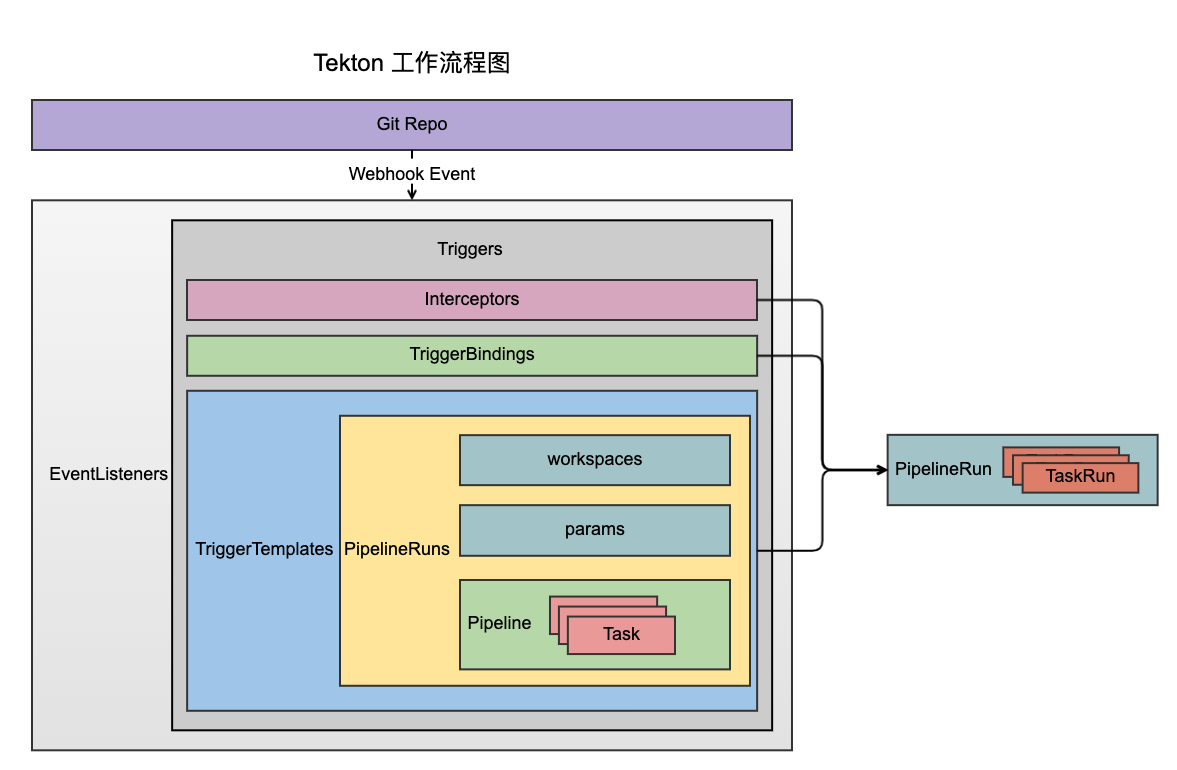 Tekton 工作流程图
Git Repo
Webhook Event
Triggers
Interceptors
TriggerBindings
workspaces
EventListeners
PipelineRun
TaskRun
params
TriggerTemplates
PipelineRuns
Pipeline
Task